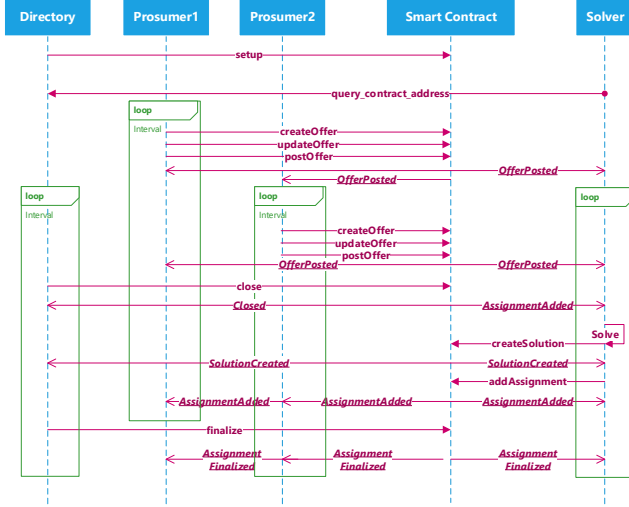 Directory Prosumer1 Prosumer2 Smart Contract Solver
setup
query_contract_address
loop
Interval
createOffer
updateOffer
postOffer
OfferPosted
OfferPosted
loop
loop
loop
Interval
Interval
createOffer
updateOffer
postOffer
OfferPosted OfferPosted
close
Closed AssignmentAdded
Solve
createSolution
SolutionCreated SolutionCreated
addAssignment
AssignmentAdded AssignmentAdded AssignmentAdded
finalize
Assignment Assignment Assignment
Finalized Finalized Finalized